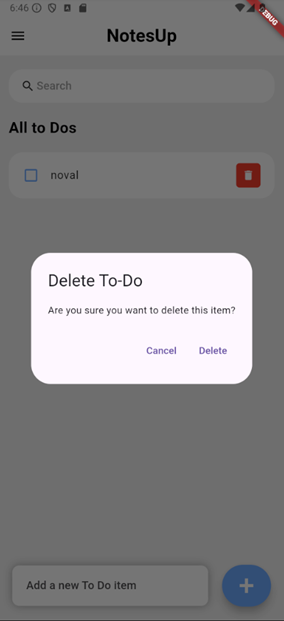 6:46
DEBUG
NotesUp
Search
All to Dos
noval
Delete To-Do
Are you sure you want to delete this item?
Cancel Delete
Add a new To Do item